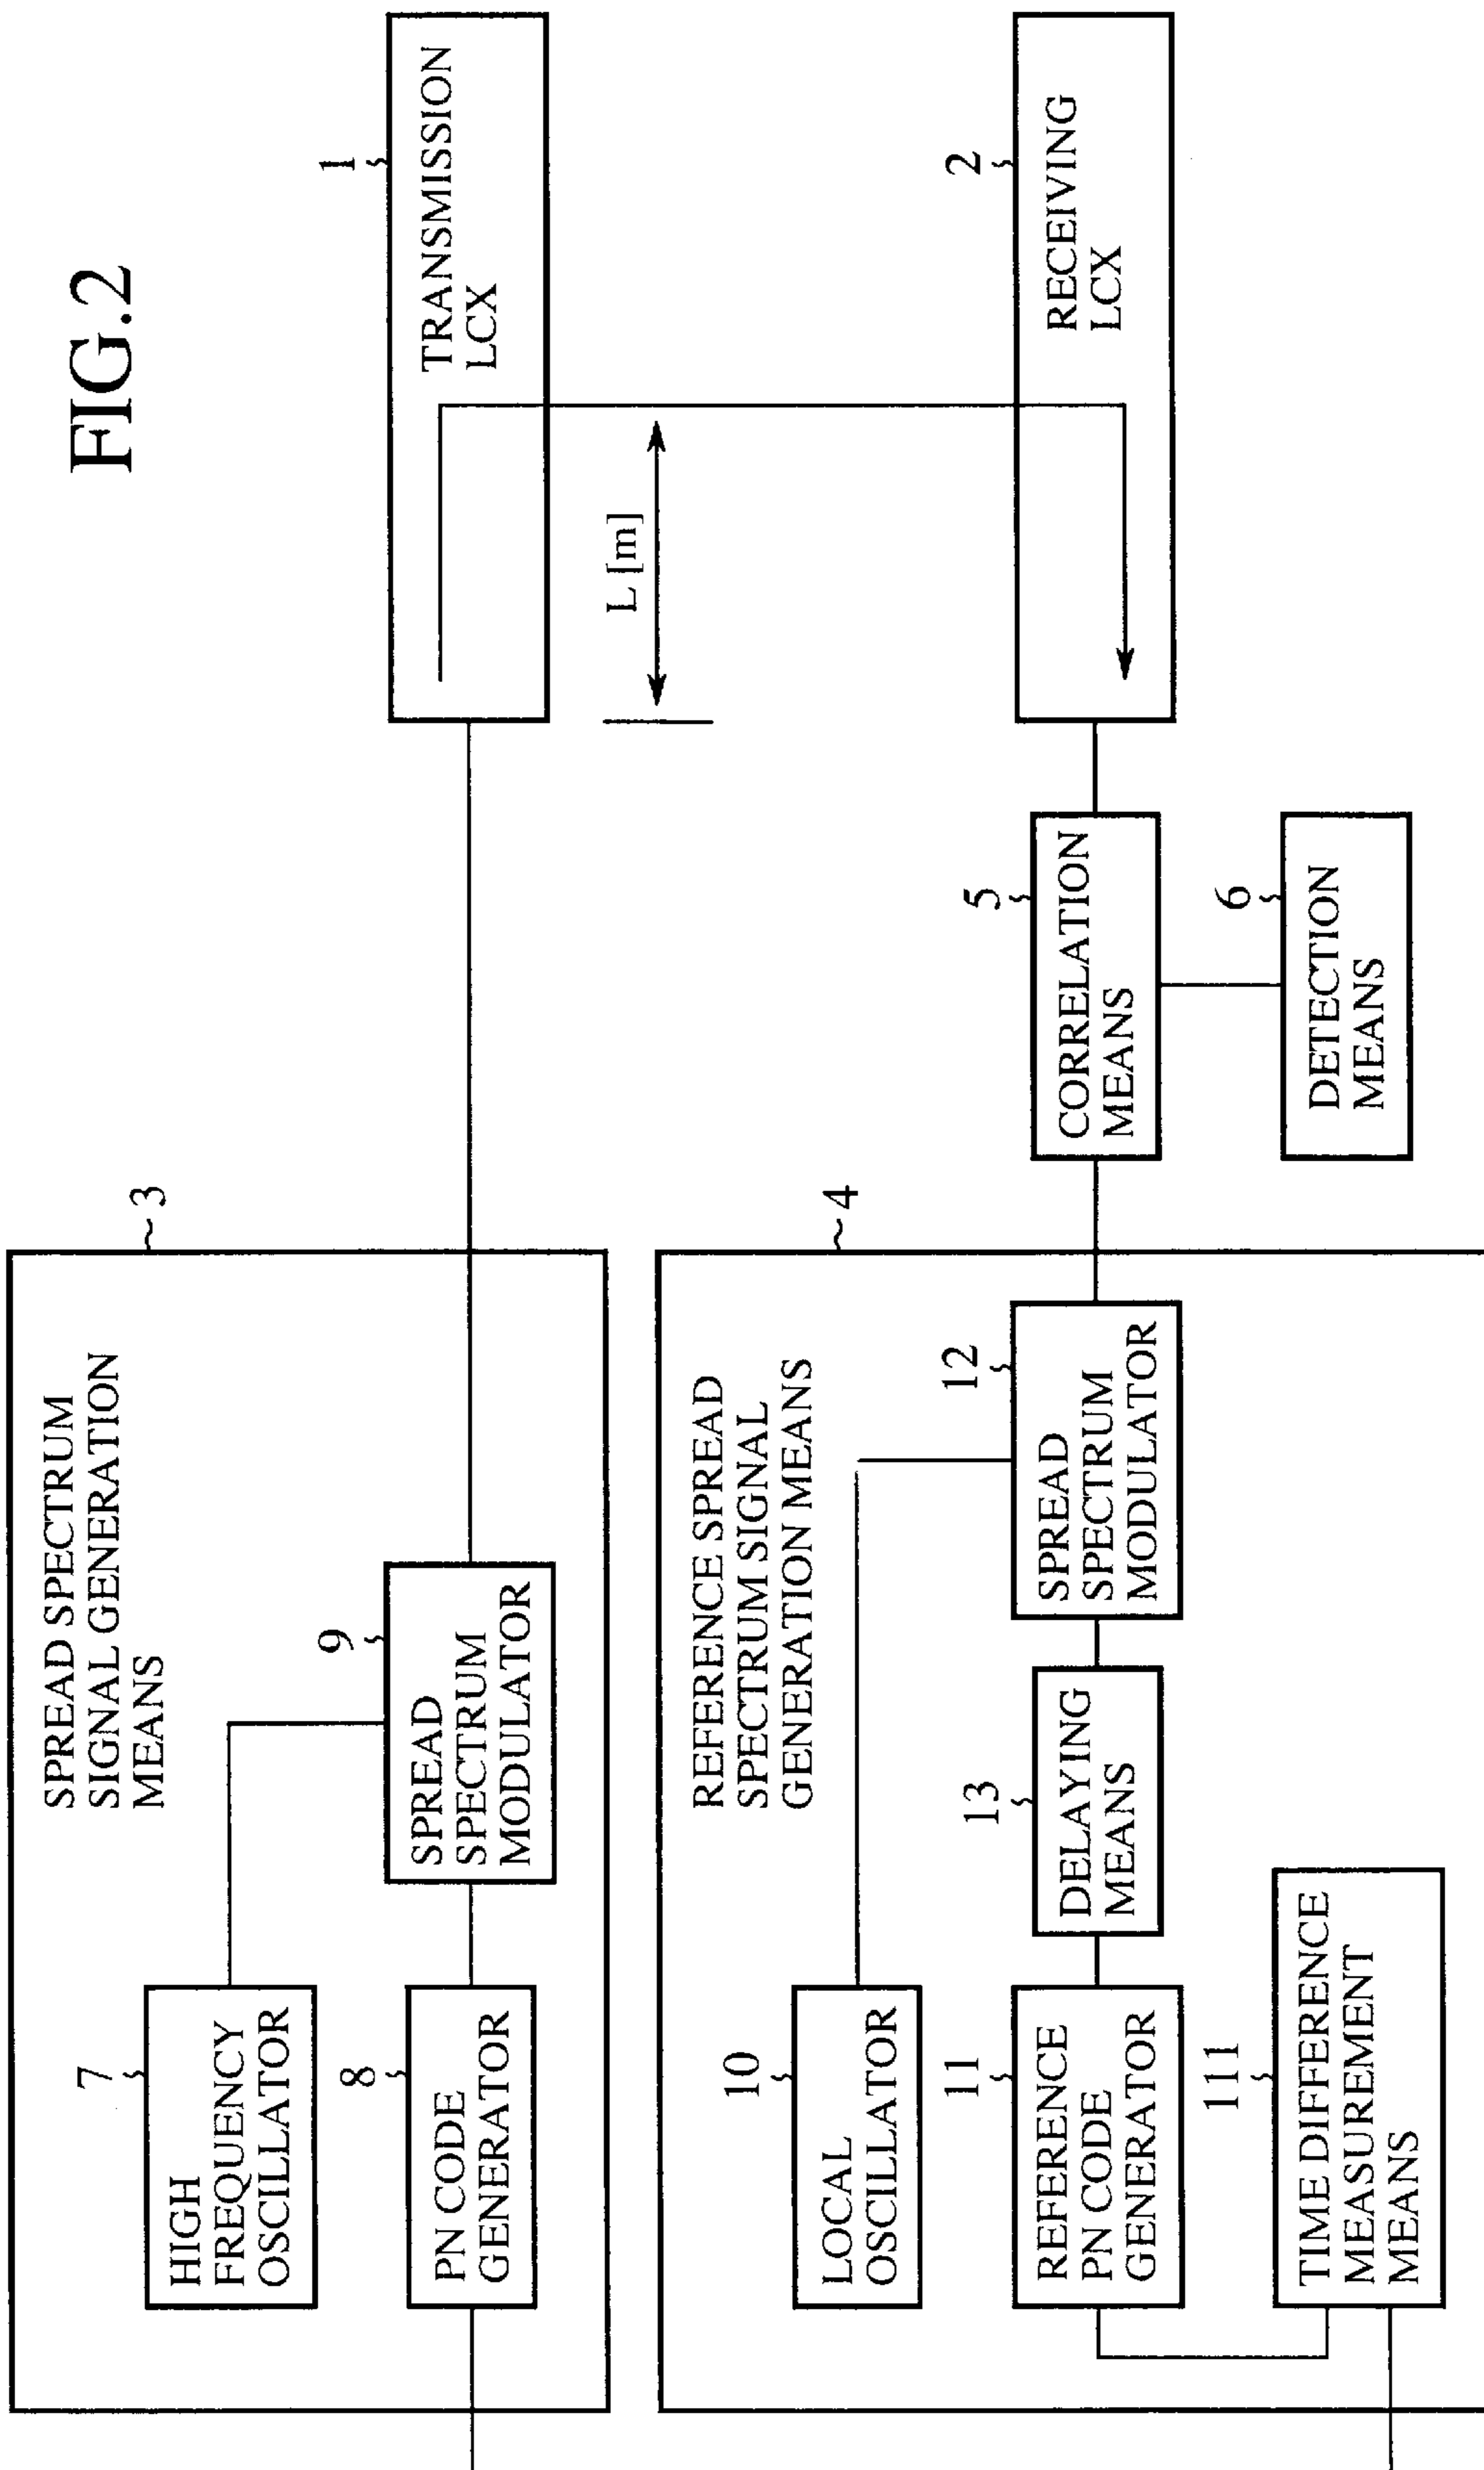 FIG.2
3
SPREAD SPECTRUM
SIGNAL GENERATION
MEANS
7
HIGH
FREQUENCY
OSCILLATOR
8
PN CODE
GENERATOR
9
SPREAD
SPECTRUM
MODULATOR
1
TRANSMISSION
LCX
L [m]
4
REFERENCE SPREAD
SPECTRUM SIGNAL
GENERATION MEANS
10
LOCAL
OSCILLATOR
11
REFERENCE
PN CODE
GENERATOR
13
DELAYING
MEANS
12
SPREAD
SPECTRUM
MODULATOR
5
CORRELATION
MEANS
2
RECEIVING
LCX
111
TIME DIFFERENCE
MEASUREMENT
MEANS
6
DETECTION
MEANS